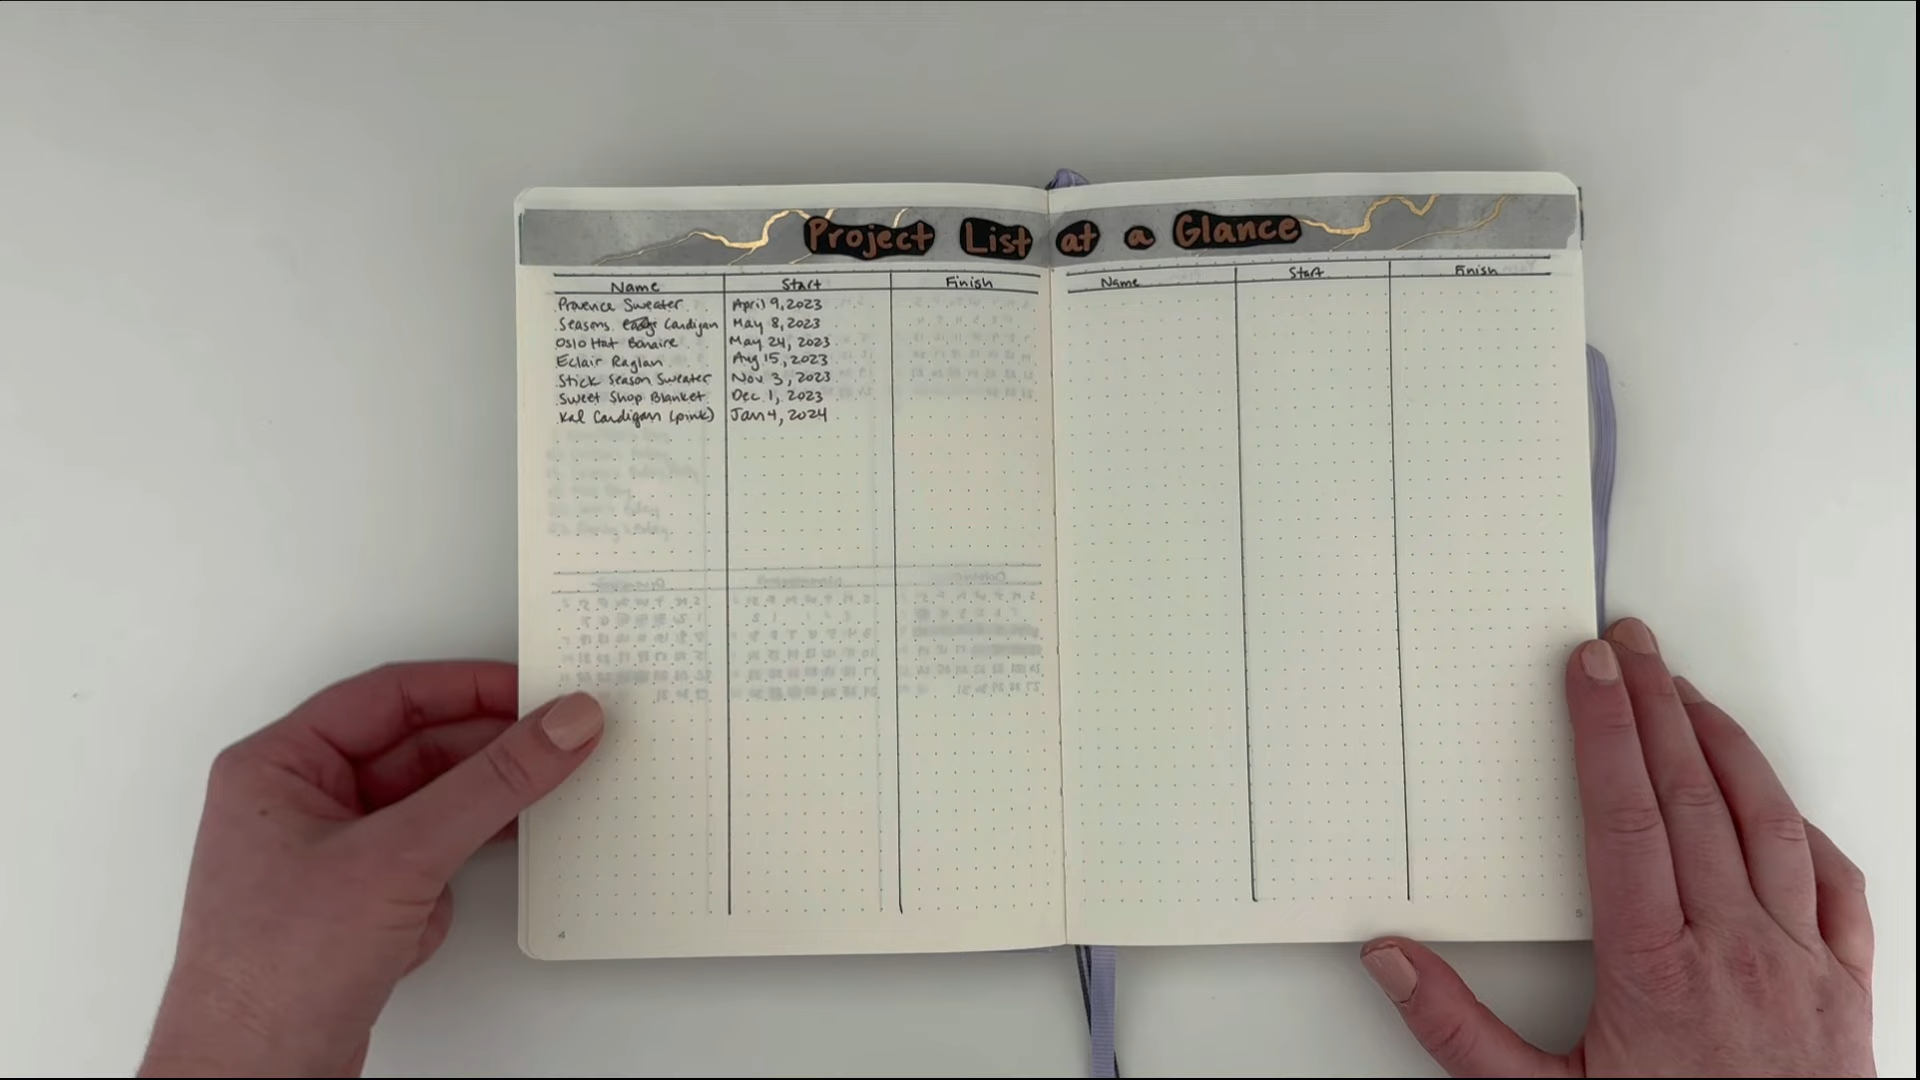 Project List at a Glance
Name Start Finish
Provence Sweater April 9, 2023
Seasons Cardigan May 8, 2023
Oslo Hat Bonaire May 24, 2023
Eclair Raglan Aug 15, 2023
Stick Season Sweater Nov 3, 2023
Sweet Shop Blanket Dec 1, 2023
Kal Cardigan (pink) Jan 4, 2024
4
Name Start Finish
5